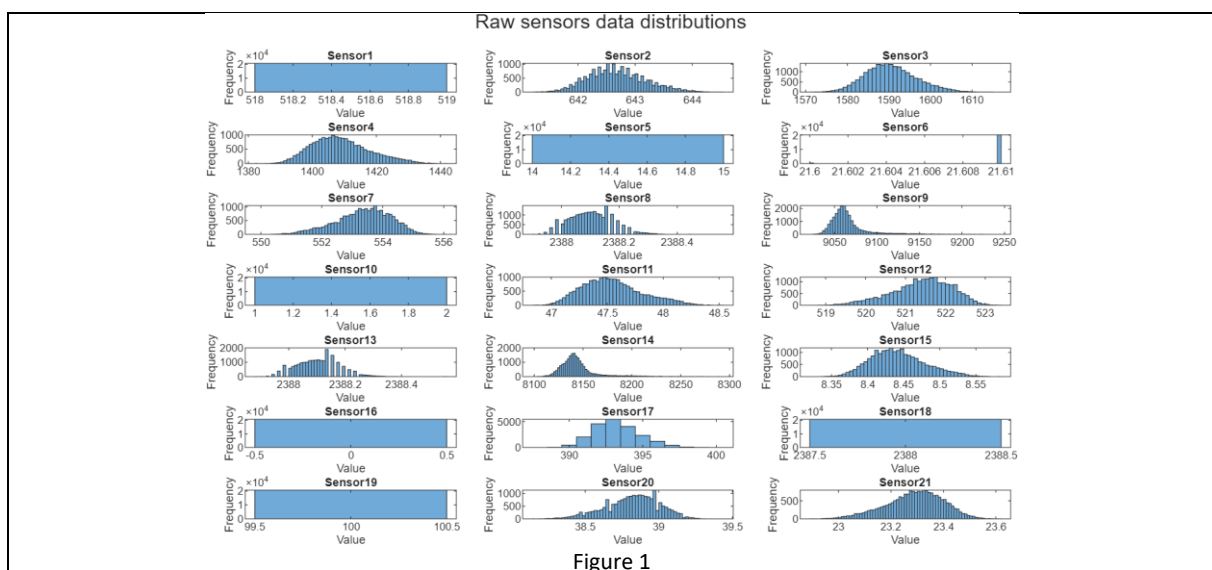 Raw sensors data distributions
Sensor1 Sensor2 Sensor3
×10⁴
Frequency 2 1 0 Frequency 1000 500 0 Frequency 1000 500 0
518 518.2 518.4 518.6 518.8 519 642 643 644 1570 1580 1590 1600 1610
Value Value Value
Sensor4 Sensor5 Sensor6
×10⁴ ×10⁴
Frequency 1000 500 0 Frequency 2 1 0 Frequency 2 1 0
1380 1400 1420 1440 14 14.2 14.4 14.6 14.8 15 21.6 21.602 21.604 21.606 21.608 21.61
Value Value Value
Sensor7 Sensor8 Sensor9
Frequency 1000 500 0 Frequency 1000 500 0 Frequency 2000 1000 0
550 552 554 556 2388 2388.2 2388.4 9050 9100 9150 9200 9250
Value Value Value
Sensor10 Sensor11 Sensor12
×10⁴
Frequency 2 1 0 Frequency 1000 500 0 Frequency 1000 500 0
1 1.2 1.4 1.6 1.8 2 47 47.5 48 48.5 519 520 521 522 523
Value Value Value
Sensor13 Sensor14 Sensor15
Frequency 2000 1000 0 Frequency 2000 1000 0 Frequency 1000 500 0
2388 2388.2 2388.4 8100 8150 8200 8250 8300 8.35 8.4 8.45 8.5 8.55
Value Value Value
Sensor16 Sensor17 Sensor18
×10⁴ ×10⁴
Frequency 2 1 0 Frequency 5000 0 Frequency 2 1 0
-0.5 0 0.5 390 395 400 2387.5 2388 2388.5
Value Value Value
Sensor19 Sensor20 Sensor21
×10⁴
Frequency 2 1 0 Frequency 1000 500 0 Frequency 500 0
99.5 100 100.5 38.5 39 39.5 23 23.2 23.4 23.6
Value Value Value
Figure 1